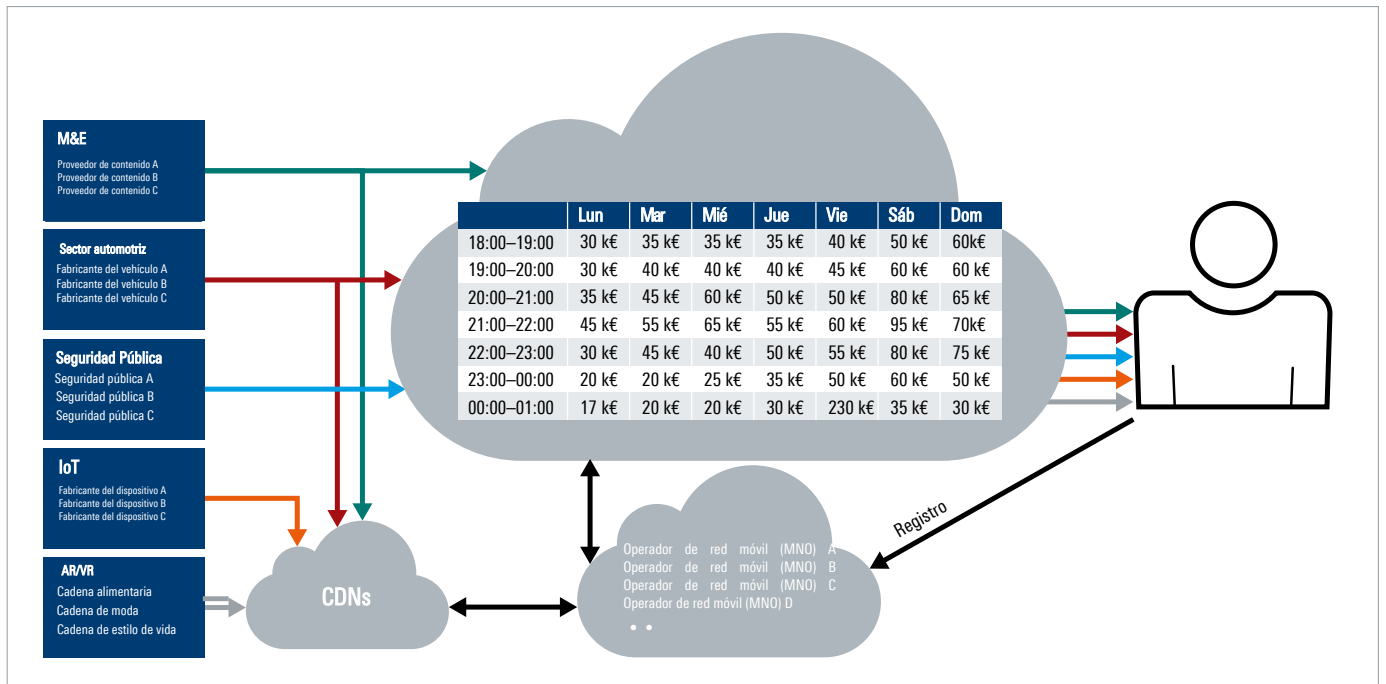 M&E
Proveedor de contenido A
Proveedor de contenido B
Proveedor de contenido C
Sector automotriz
Fabricante del vehículo A
Fabricante del vehículo B
Fabricante del vehículo C
Seguridad Pública
Seguridad pública A
Seguridad pública B
Seguridad pública C
IoT
Fabricante del dispositivo A
Fabricante del dispositivo B
Fabricante del dispositivo C
AR/VR
Cadena alimentaria
Cadena de moda
Cadena de estilo de vida
Lun Mar Mié Jue Vie Sáb Dom
18:00–19:00 30 k€ 35 k€ 35 k€ 35 k€ 40 k€ 50 k€ 60k€
19:00–20:00 30 k€ 40 k€ 40 k€ 40 k€ 45 k€ 60 k€ 60 k€
20:00–21:00 35 k€ 45 k€ 60 k€ 50 k€ 50 k€ 80 k€ 65 k€
21:00–22:00 45 k€ 55 k€ 65 k€ 55 k€ 60 k€ 95 k€ 70k€
22:00–23:00 30 k€ 45 k€ 40 k€ 50 k€ 55 k€ 80 k€ 75 k€
23:00–00:00 20 k€ 20 k€ 25 k€ 35 k€ 50 k€ 60 k€ 50 k€
00:00–01:00 17 k€ 20 k€ 20 k€ 30 k€ 230 k€ 35 k€ 30 k€
CDNs
Operador de red móvil (MNO) A
Operador de red móvil (MNO) B
Operador de red móvil (MNO) C
Operador de red móvil (MNO) D
• •
Registro